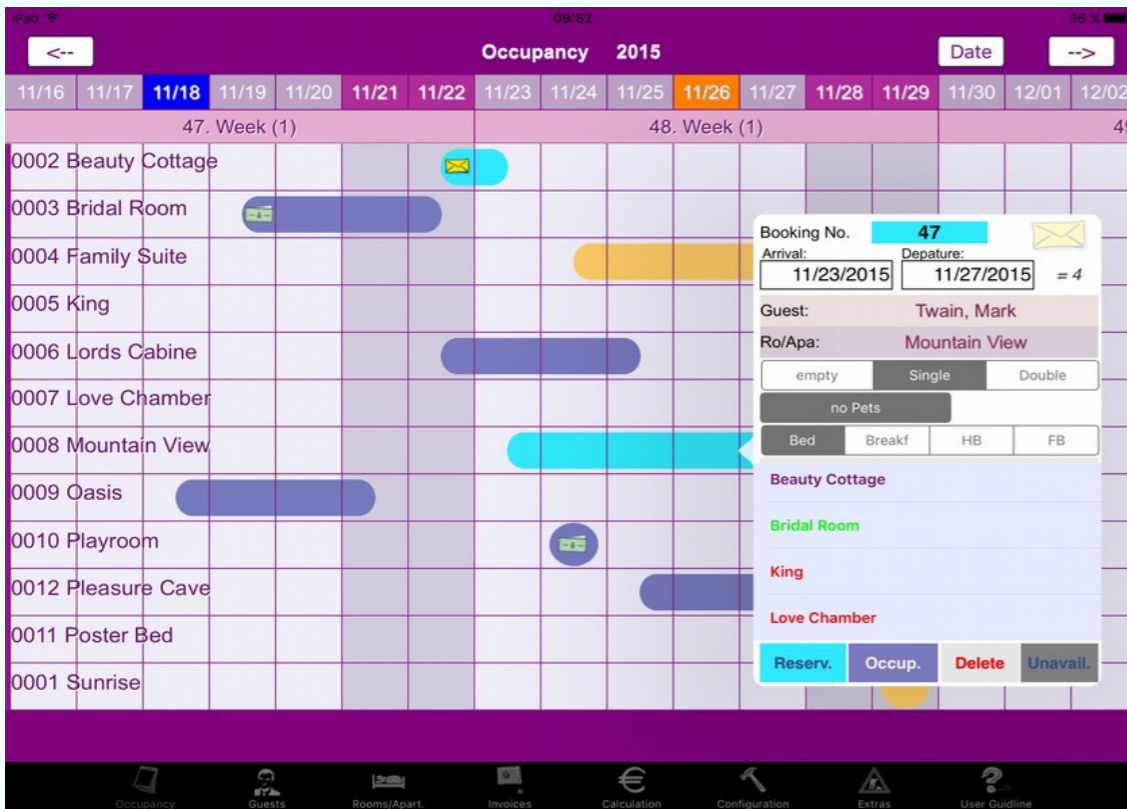 iPad 09:52 96 %
<-- Occupancy 2015 Date -->
11/16 11/17 11/18 11/19 11/20 11/21 11/22 11/23 11/24 11/25 11/26 11/27 11/28 11/29 11/30 12/01 12/02
47. Week (1) 48. Week (1) 49
0002 Beauty Cottage
0003 Bridal Room
0004 Family Suite
0005 King
0006 Lords Cabine
0007 Love Chamber
0008 Mountain View
0009 Oasis
0010 Playroom
0012 Pleasure Cave
0011 Poster Bed
0001 Sunrise
Booking No. 47
Arrival: Depature:
11/23/2015 11/27/2015 = 4
Guest: Twain, Mark
Ro/Apa: Mountain View
empty Single Double
no Pets
Bed Breakf HB FB
Beauty Cottage
Bridal Room
King
Love Chamber
Reserv. Occup. Delete Unavail.
Occupancy Guests Rooms/Apart. Invoices Calculation Configuration Extras User Guidline